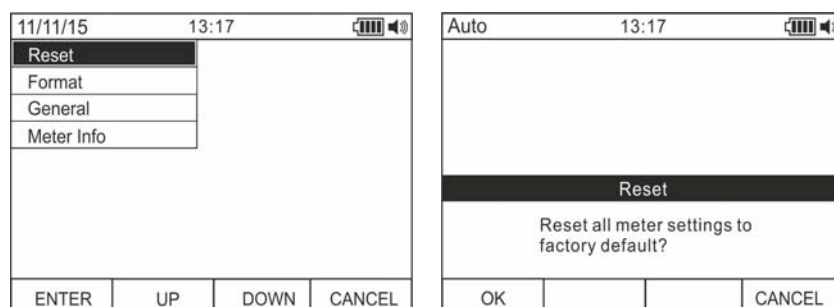 11/11/15 13:17
Reset
Format
General
Meter Info
ENTER UP DOWN CANCEL
Auto 13:17
Reset
Reset all meter settings to
factory default?
OK CANCEL